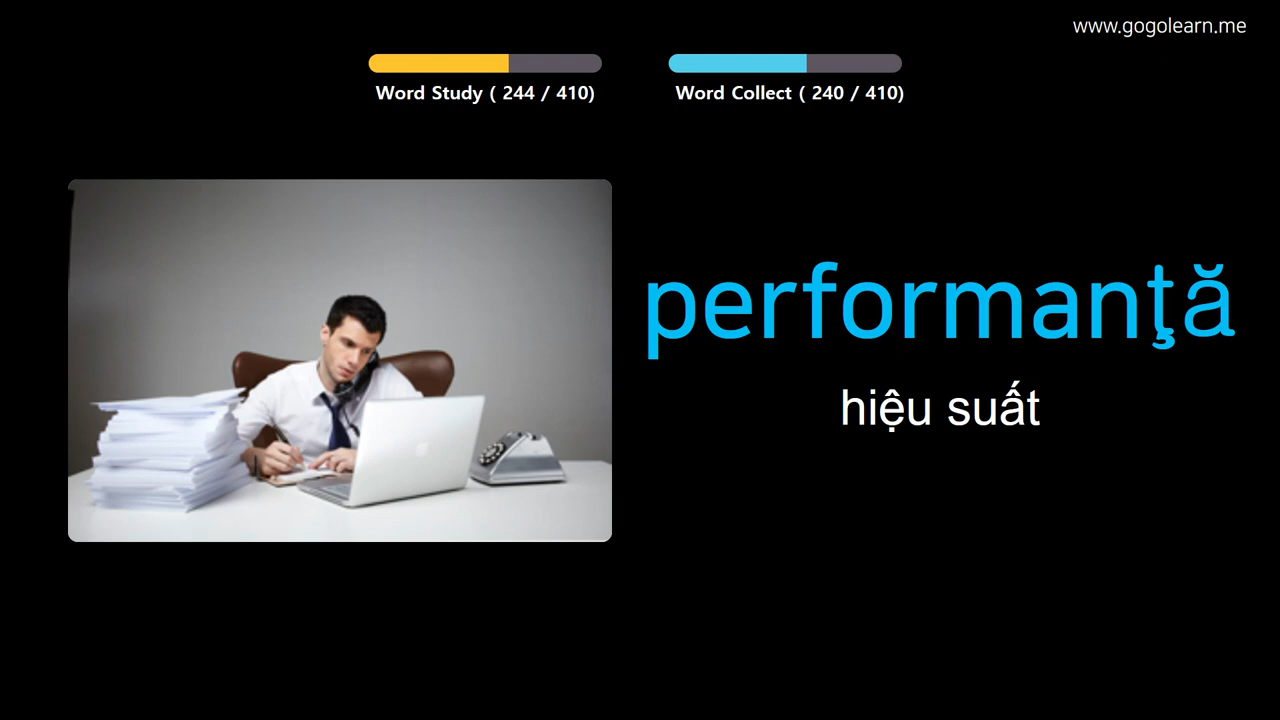 www.gogolearn.me
Word Study ( 244 / 410)
Word Collect ( 240 / 410)
performanţă
hiệu suất